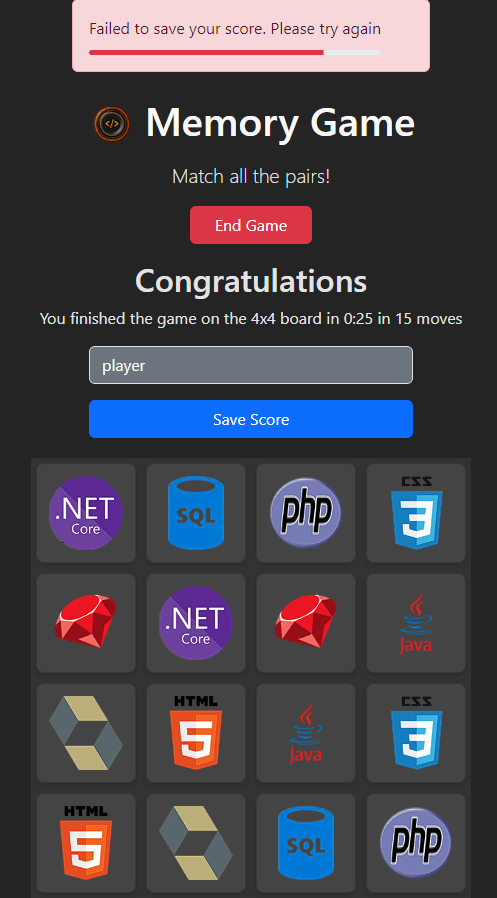 Failed to save your score. Please try again
</> Memory Game
Match all the pairs!
End Game
Congratulations
You finished the game on the 4x4 board in 0:25 in 15 moves
player
Save Score
.NET Core
SQL
php
CSS 3
.NET Core
Java
HTML 5
Java
CSS 3
HTML 5
SQL
php